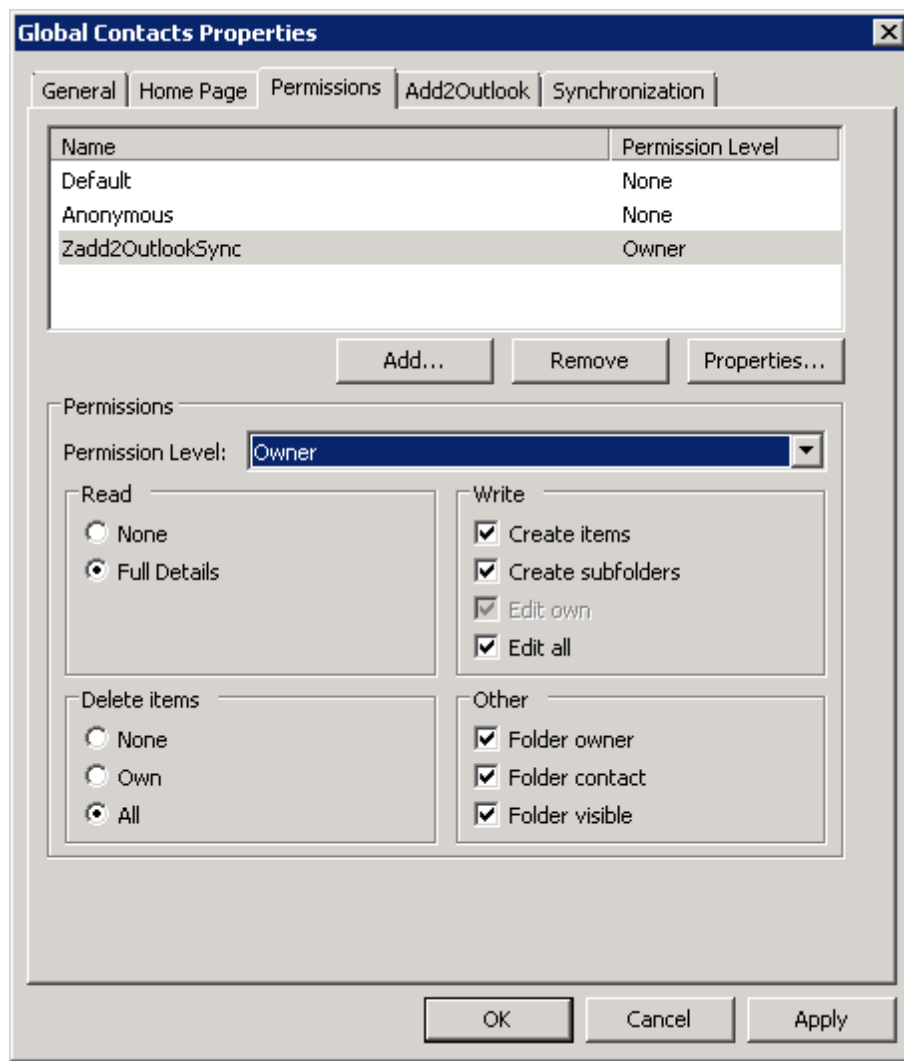 Global Contacts Properties
General Home Page Permissions Add2Outlook Synchronization
Name Permission Level
Default None
Anonymous None
Zadd2OutlookSync Owner
Add... Remove Properties...
Permissions
Permission Level: Owner
Read
None
Full Details
Write
Create items
Create subfolders
Edit own
Edit all
Delete items
None
Own
All
Other
Folder owner
Folder contact
Folder visible
OK Cancel Apply